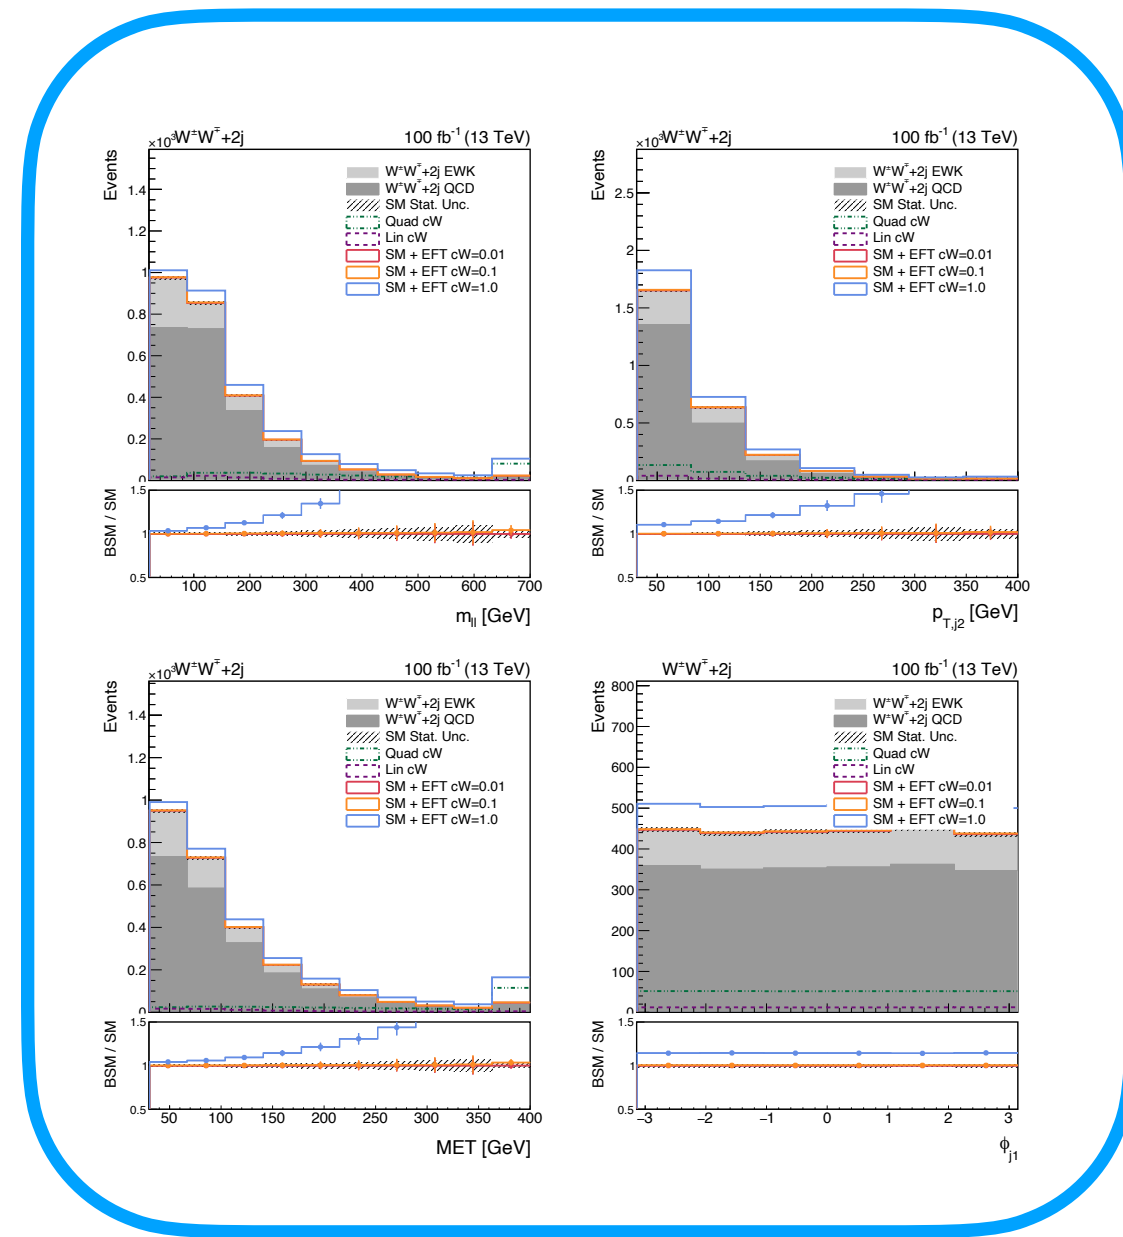 ×10³ W±W∓+2j 100 fb⁻¹ (13 TeV)
Events
1.4
1.2
1
0.8
0.6
0.4
0.2
0
W±W∓+2j EWK
W±W∓+2j QCD
SM Stat. Unc.
Quad cW
Lin cW
SM + EFT cW=0.01
SM + EFT cW=0.1
SM + EFT cW=1.0
BSM / SM
1.5
1
0.5
100 200 300 400 500 600 700
m_ll [GeV]
×10³ W±W∓+2j 100 fb⁻¹ (13 TeV)
Events
2.5
2
1.5
1
0.5
0
W±W∓+2j EWK
W±W∓+2j QCD
SM Stat. Unc.
Quad cW
Lin cW
SM + EFT cW=0.01
SM + EFT cW=0.1
SM + EFT cW=1.0
BSM / SM
1.5
1
0.5
50 100 150 200 250 300 350 400
p_T,j2 [GeV]
×10³ W±W∓+2j 100 fb⁻¹ (13 TeV)
Events
1.4
1.2
1
0.8
0.6
0.4
0.2
0
W±W∓+2j EWK
W±W∓+2j QCD
SM Stat. Unc.
Quad cW
Lin cW
SM + EFT cW=0.01
SM + EFT cW=0.1
SM + EFT cW=1.0
BSM / SM
1.5
1
0.5
50 100 150 200 250 300 350 400
MET [GeV]
W±W∓+2j 100 fb⁻¹ (13 TeV)
Events
800
700
600
500
400
300
200
100
0
W±W∓+2j EWK
W±W∓+2j QCD
SM Stat. Unc.
Quad cW
Lin cW
SM + EFT cW=0.01
SM + EFT cW=0.1
SM + EFT cW=1.0
BSM / SM
1.5
1
0.5
−3 −2 −1 0 1 2 3
ϕ_j1